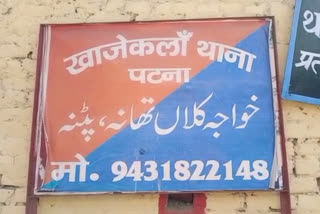 खाजेकलाँ थाना
पटना
خواجہ کلاں تھانہ، پٹنہ
मो. 9431822148